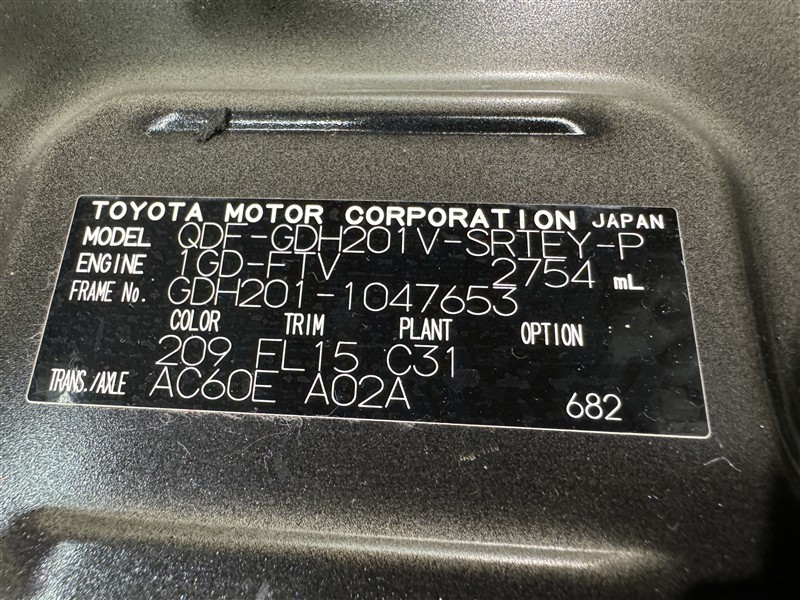 TOYOTA MOTOR CORPORATION JAPAN
MODEL QDF-GDH201V-SRTEY-P
ENGINE 1GD-FTV 2754 mL
FRAME No. GDH201-1047653
COLOR TRIM PLANT OPTION
209 FL15 C31
TRANS./AXLE AC60E A02A
682